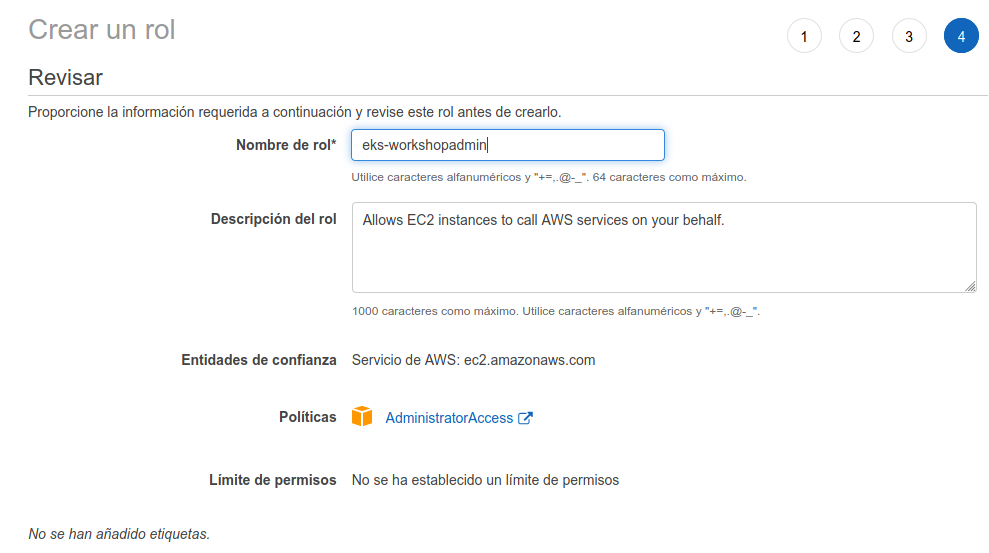 Crear un rol
1 2 3 4
Revisar
Proporcione la información requerida a continuación y revise este rol antes de crearlo.
Nombre de rol* eks-workshopadmin
Utilice caracteres alfanuméricos y "+=,.@-_". 64 caracteres como máximo.
Descripción del rol Allows EC2 instances to call AWS services on your behalf.
1000 caracteres como máximo. Utilice caracteres alfanuméricos y "+=,.@-_".
Entidades de confianza Servicio de AWS: ec2.amazonaws.com
Políticas AdministratorAccess
Límite de permisos No se ha establecido un límite de permisos
No se han añadido etiquetas.